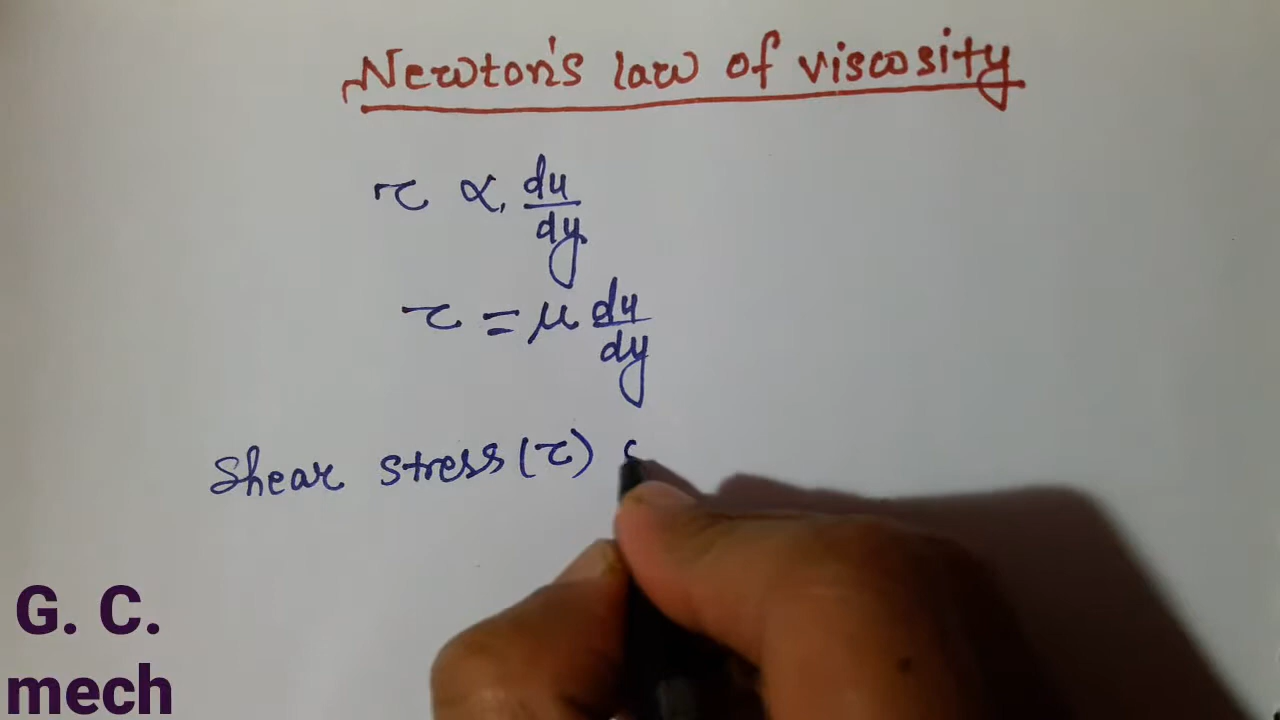 Newton's law of viscosity
τ ∝ du/dy
τ = μ du/dy
Shear stress (τ)
G. C.
mech